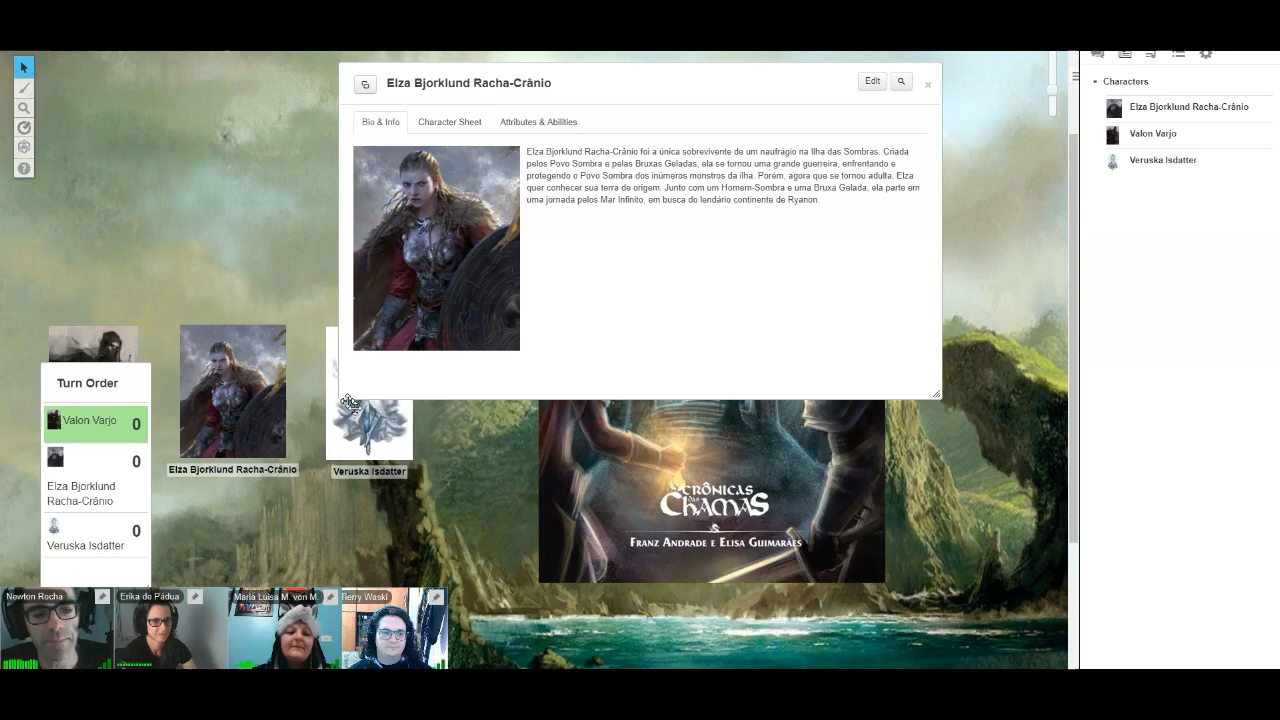 Elza Bjorklund Racha-Crânio
Edit
Bio & Info
Character Sheet
Attributes & Abilities
Elza Bjorklund Racha-Crânio foi a única sobrevivente de um naufrágio na Ilha das Sombras. Criada
pelos Povo Sombra e pelas Bruxas Geladas, ela se tornou uma grande guerreira, enfrentando e
protegendo o Povo Sombra dos inúmeros monstros da ilha. Porém, agora que se tornou adulta, Elza
quer conhecer sua terra de origem. Junto com um Homem-Sombra e uma Bruxa Gelada, ela parte em
uma jornada pelos Mar Infinito, em busca do lendário continente de Ryanon.
Characters
Elza Bjorklund Racha-Crânio
Valon Varjo
Veruska Isdatter
Turn Order
Valon Varjo
0
0
Elza Bjorklund
Racha-Crânio
0
Veruska Isdatter
Elza Bjorklund Racha-Crânio
Veruska Isdatter
CRÔNICAS
das
CHAMAS
FRANZ ANDRADE E ELISA GUIMARÃES
Newton Rocha
Erika de Pádua
Maria Luisa M. von M.
Tierry Waskl